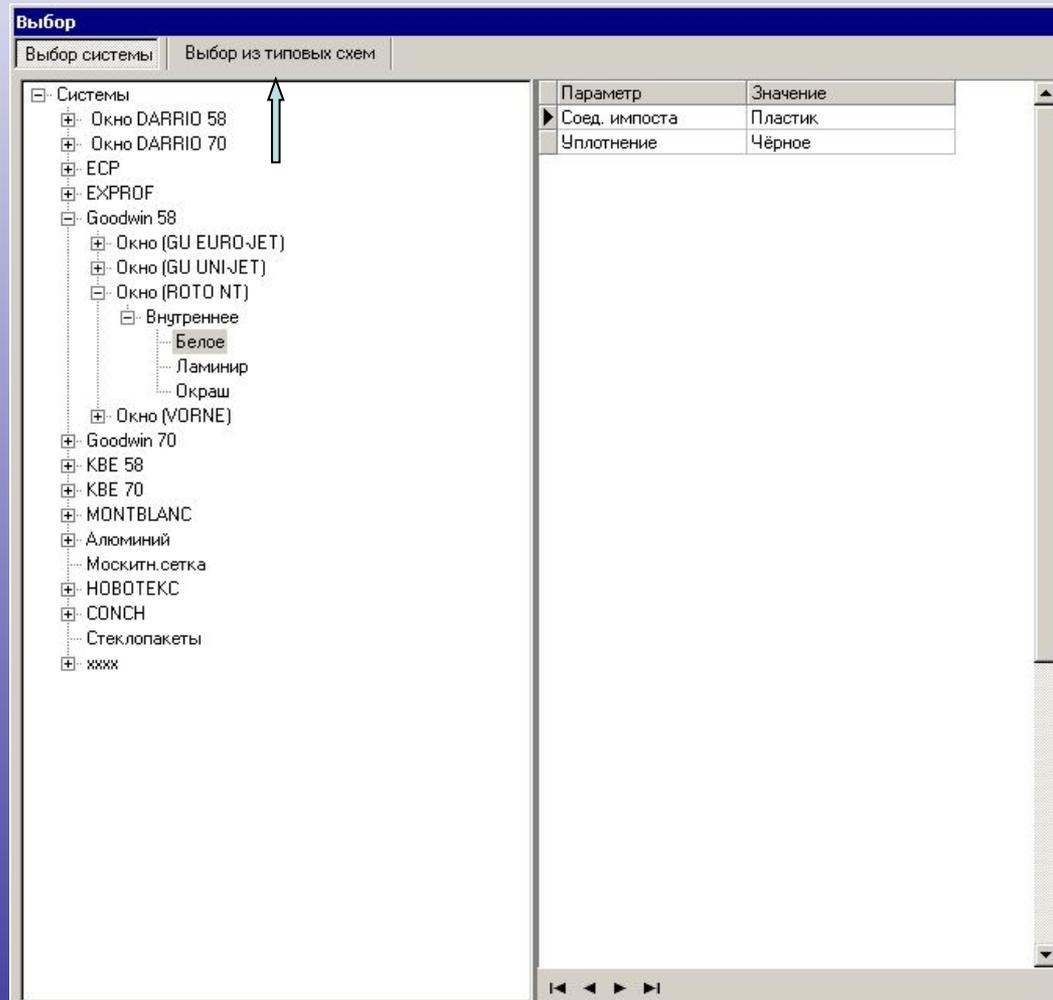 Выбор
Выбор системы Выбор из типовых схем
Системы
Окно DARRIO 58
Окно DARRIO 70
ECP
EXPROF
Goodwin 58
Окно (GU EURO-JET)
Окно (GU UNI-JET)
Окно (ROTO NT)
Внутреннее
Белое
Ламинир
Окраш
Окно (VORNE)
Goodwin 70
KBE 58
KBE 70
MONTBLANC
Алюминий
Москитн.сетка
НОВОТЕКС
CONCH
Стеклопакеты
xxxx
Параметр Значение
Соед. импоста Пластик
Уплотнение Чёрное